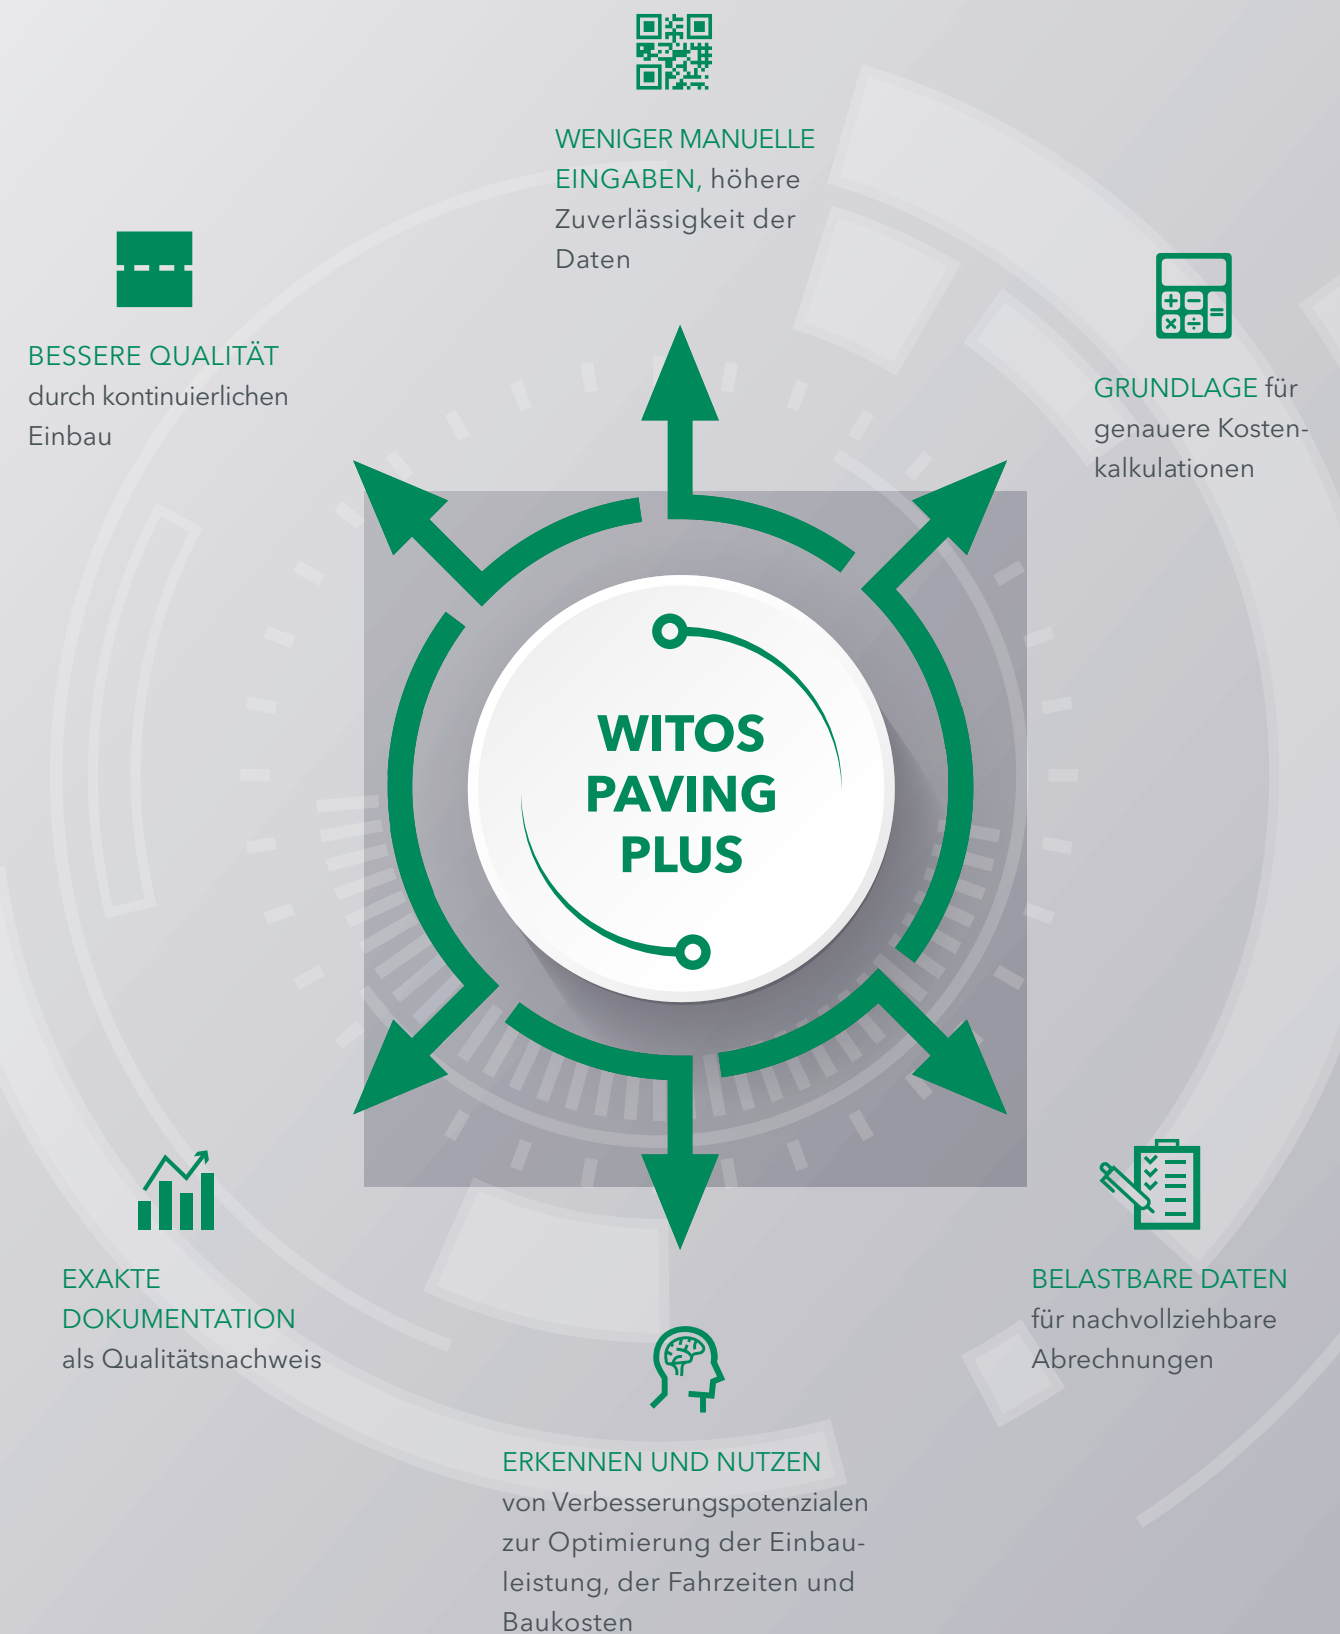 WENIGER MANUELLE
EINGABEN, höhere
Zuverlässigkeit der
Daten
BESSERE QUALITÄT
durch kontinuierlichen
Einbau
GRUNDLAGE für
genauere Kosten-
kalkulationen
WITOS
PAVING
PLUS
EXAKTE
DOKUMENTATION
als Qualitätsnachweis
BELASTBARE DATEN
für nachvollziehbare
Abrechnungen
ERKENNEN UND NUTZEN
von Verbesserungspotenzialen
zur Optimierung der Einbau-
leistung, der Fahrzeiten und
Baukosten